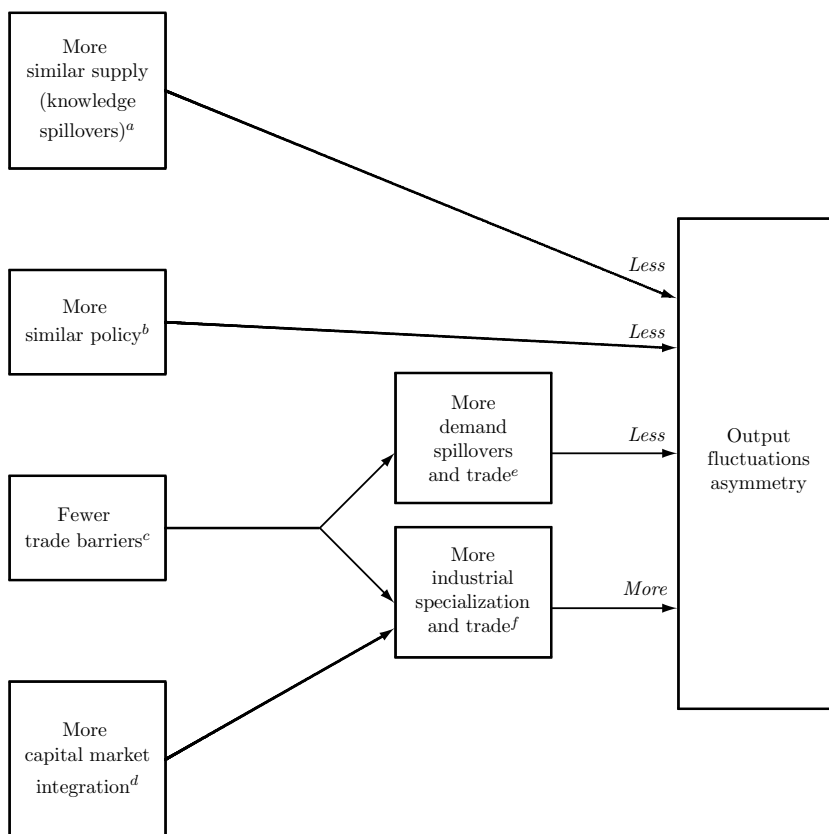 More
similar supply
(knowledge
spillovers)a
Less
More
similar policyb
Less
More
demand
spillovers
and tradee
Less
Output
fluctuations
asymmetry
Fewer
trade barriersc
More
industrial
specialization
and tradef
More
More
capital market
integrationd